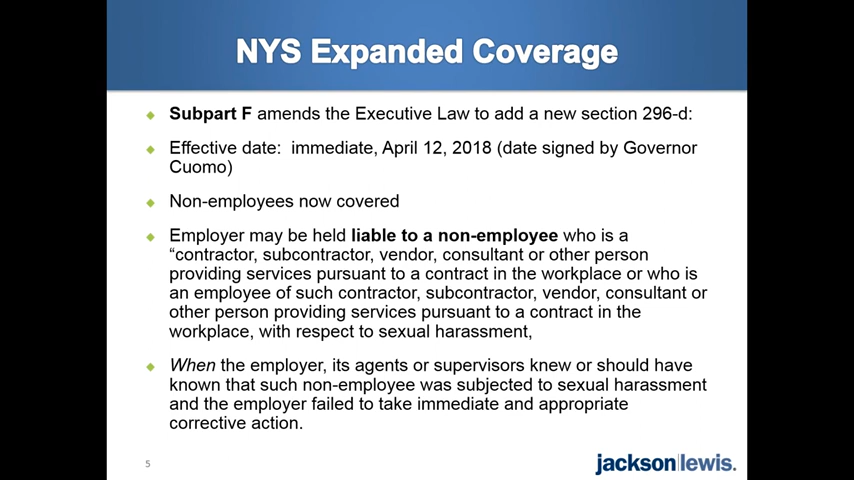 NYS Expanded Coverage
Subpart F amends the Executive Law to add a new section 296-d:
Effective date:  immediate, April 12, 2018 (date signed by Governor
Cuomo)
Non-employees now covered
Employer may be held liable to a non-employee who is a
“contractor, subcontractor, vendor, consultant or other person
providing services pursuant to a contract in the workplace or who is
an employee of such contractor, subcontractor, vendor, consultant or
other person providing services pursuant to a contract in the
workplace, with respect to sexual harassment,
When the employer, its agents or supervisors knew or should have
known that such non-employee was subjected to sexual harassment
and the employer failed to take immediate and appropriate
corrective action.
5
jackson|lewis.